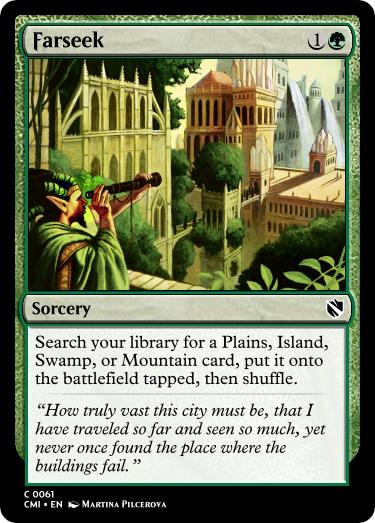 Farseek 1
Sorcery
Search your library for a Plains, Island,
Swamp, or Mountain card, put it onto
the battlefield tapped, then shuffle.
“How truly vast this city must be, that I
have traveled so far and seen so much, yet
never once found the place where the
buildings fail.”
C 0061
CMI • EN Martina Pilcerova